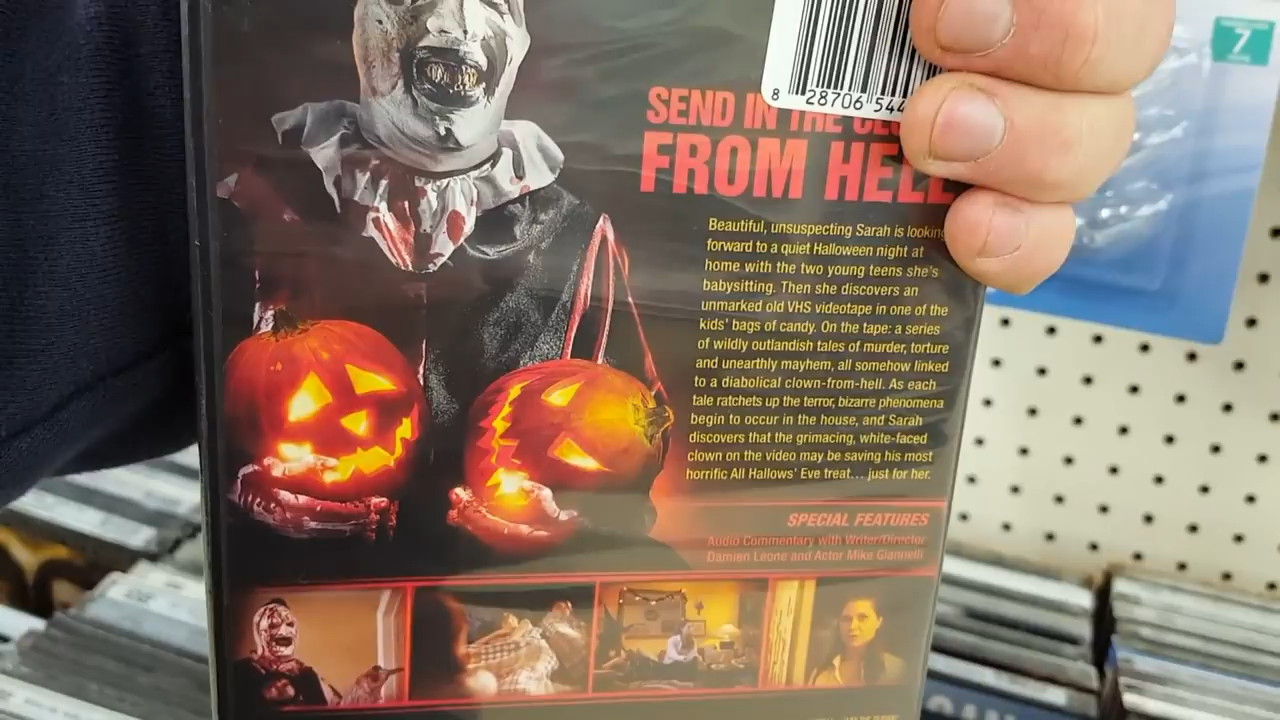 7
8 28706 544
SEND IN THE
FROM HELL
Beautiful, unsuspecting Sarah is looking
forward to a quiet Halloween night at
home with the two young teens she's
babysitting. Then she discovers an
unmarked old VHS videotape in one of the
kids' bags of candy. On the tape: a series
of wildly outlandish tales of murder, torture
and unearthly mayhem, all somehow linked
to a diabolical clown-from-hell. As each
tale ratchets up the terror, bizarre phenomena
begin to occur in the house, and Sarah
discovers that the grimacing, white-faced
clown on the video may be saving his most
horrific All Hallows' Eve treat... just for her.
SPECIAL FEATURES
Audio Commentary with Writer/Director
Damien Leone and Actor Mike Giannelli